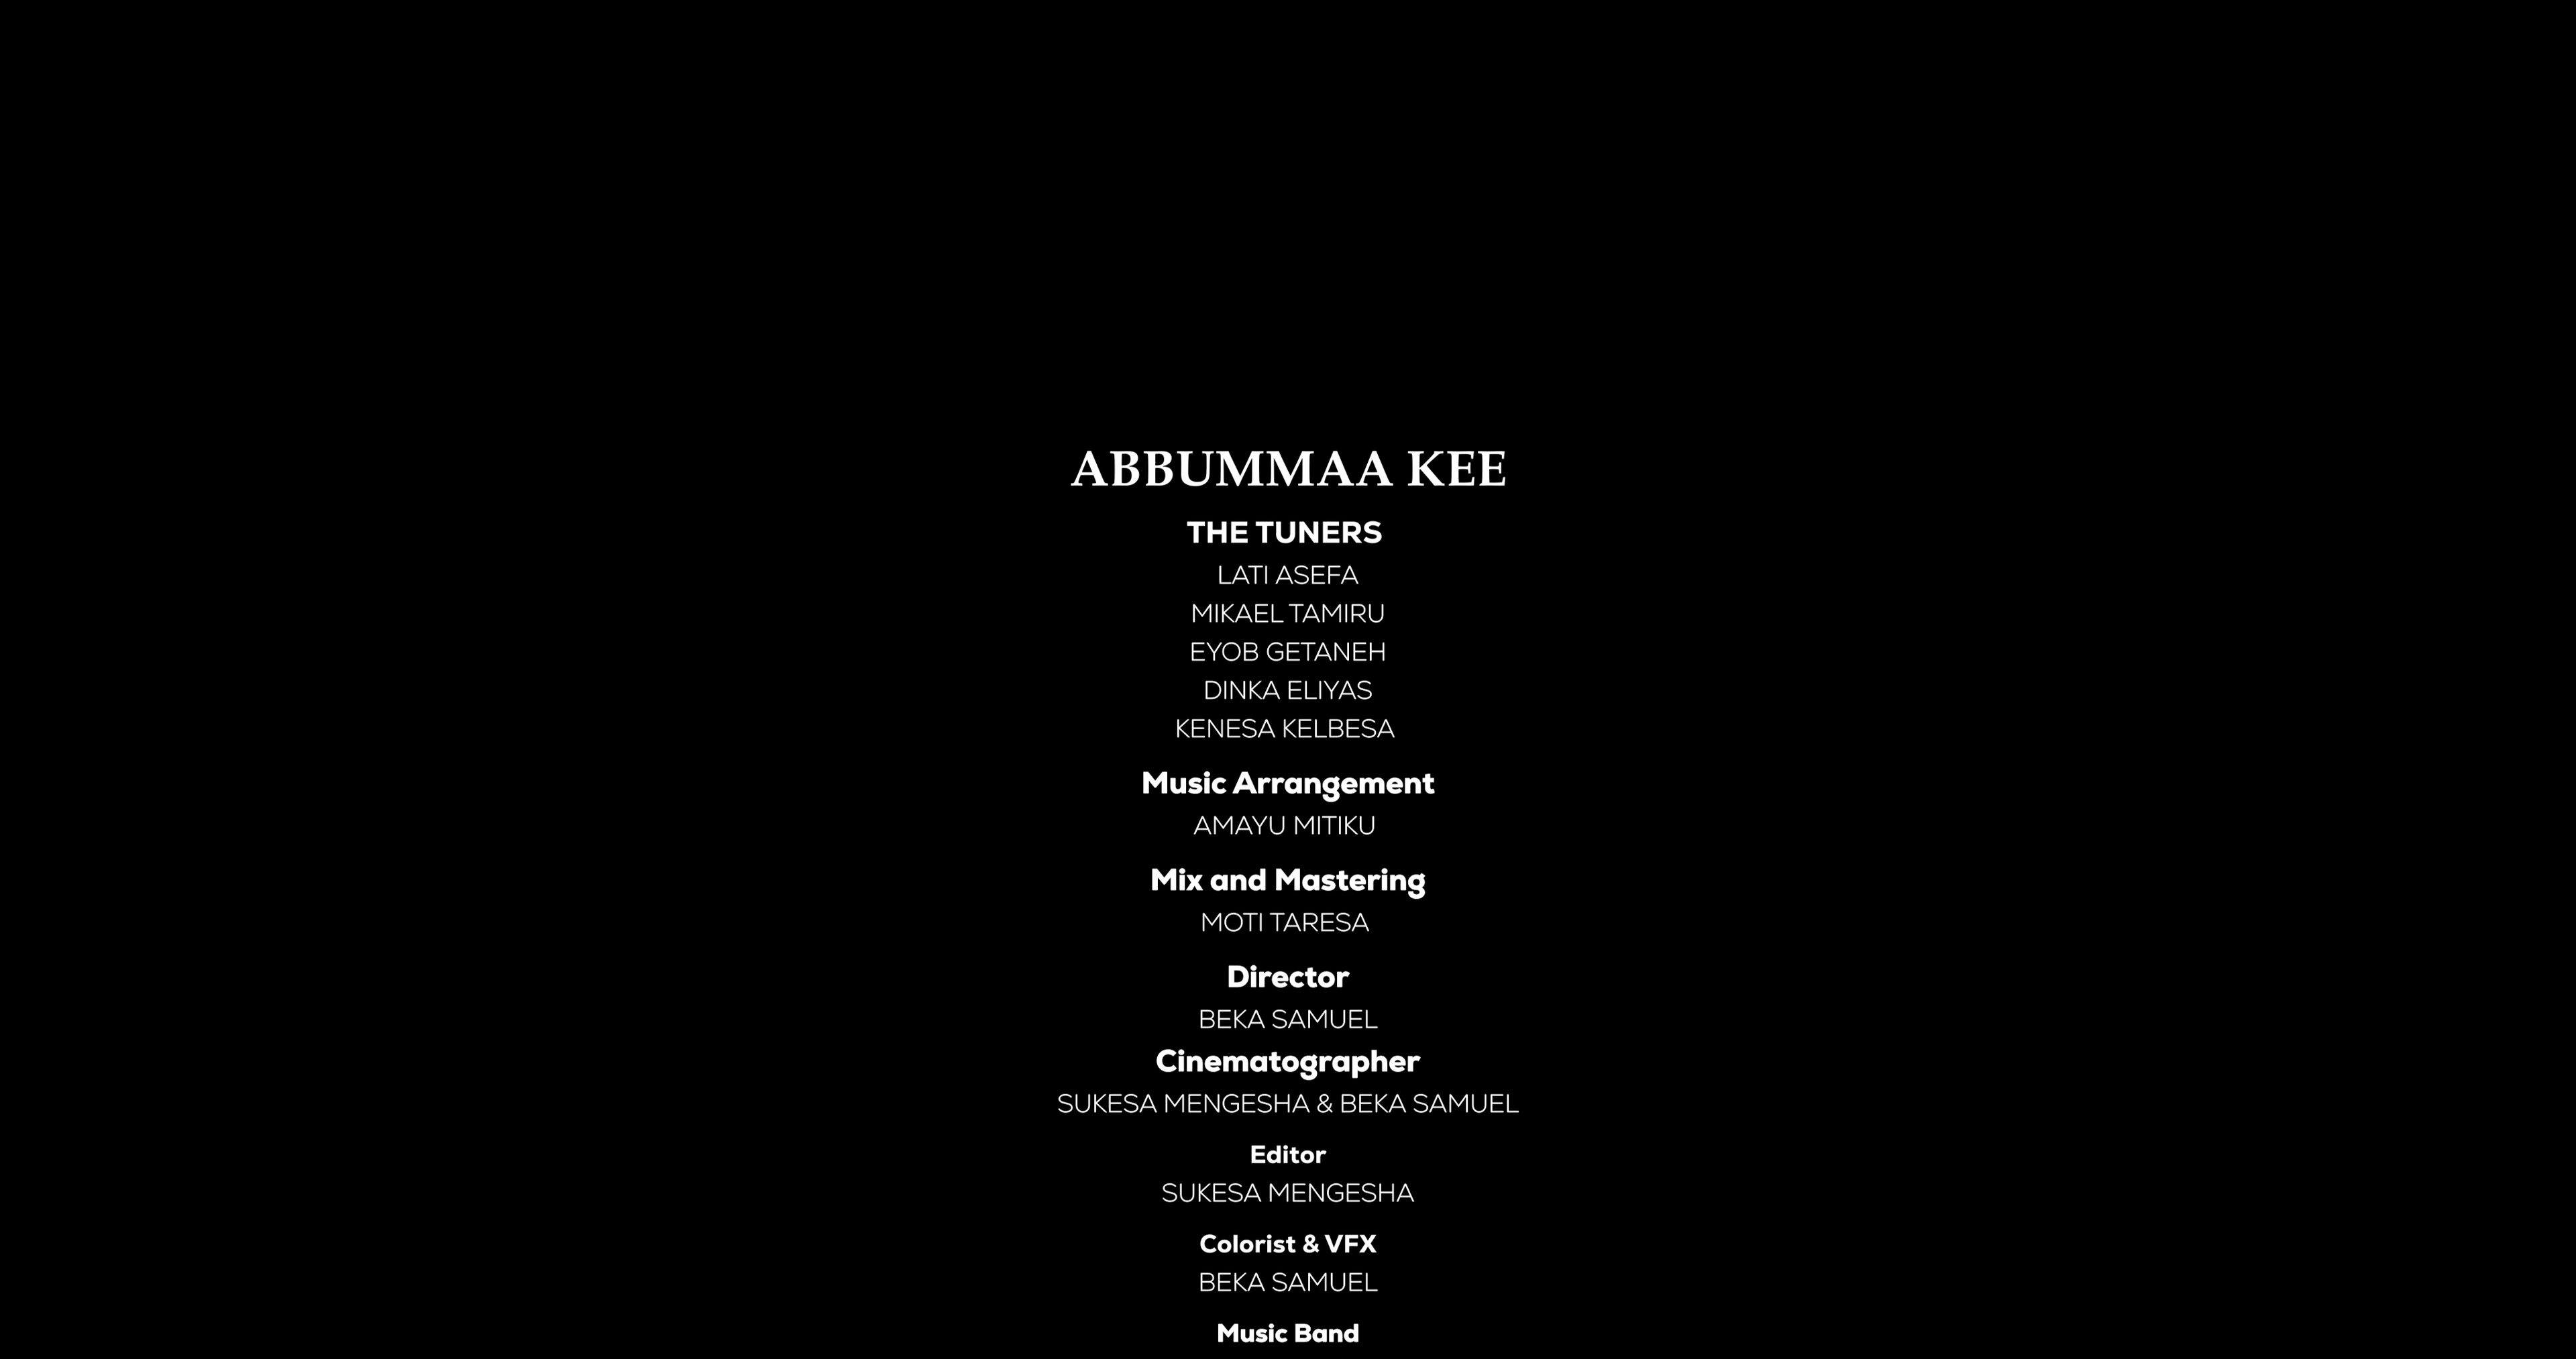 ABBUMMAA KEE
THE TUNERS
LATI ASEFA
MIKAEL TAMIRU
EYOB GETANEH
DINKA ELIYAS
KENESA KELBESA
Music Arrangement
AMAYU MITIKU
Mix and Mastering
MOTI TARESA
Director
BEKA SAMUEL
Cinematographer
SUKESA MENGESHA & BEKA SAMUEL
Editor
SUKESA MENGESHA
Colorist & VFX
BEKA SAMUEL
Music Band